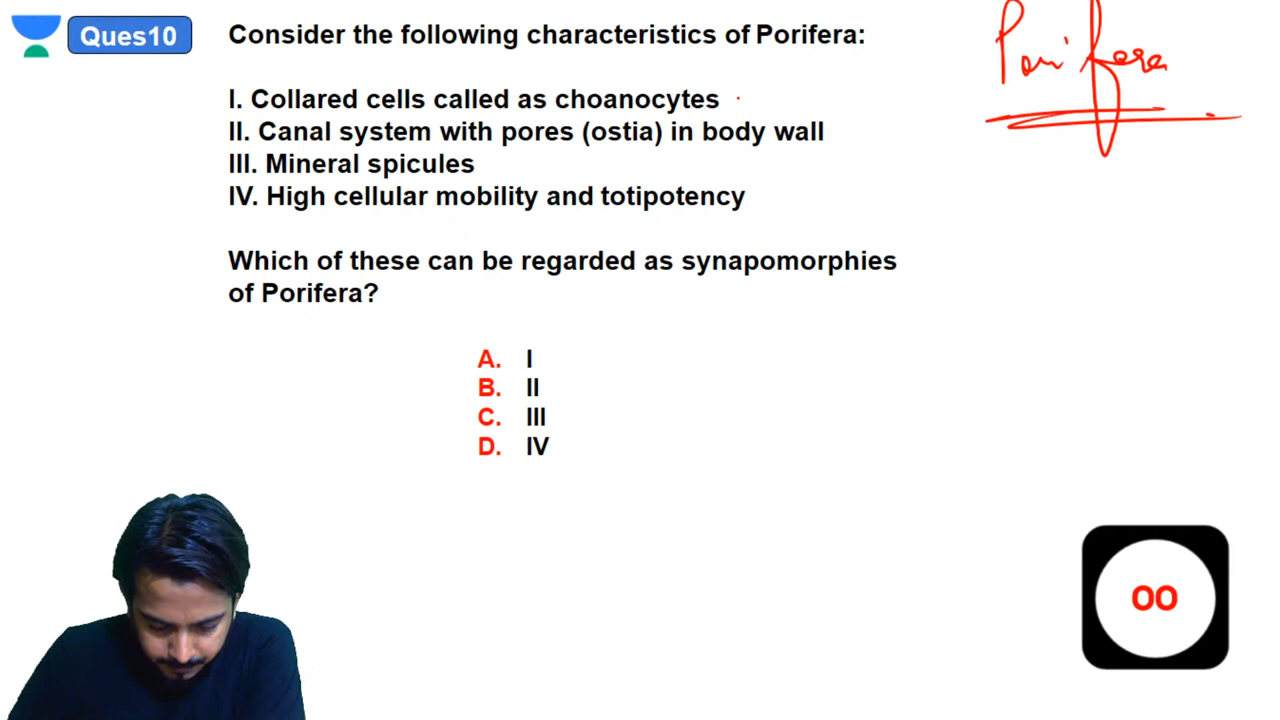 Ques10
Consider the following characteristics of Porifera:
Porifera
I. Collared cells called as choanocytes
II. Canal system with pores (ostia) in body wall
III. Mineral spicules
IV. High cellular mobility and totipotency
Which of these can be regarded as synapomorphies
of Porifera?
A. I
B. II
C. III
D. IV
00